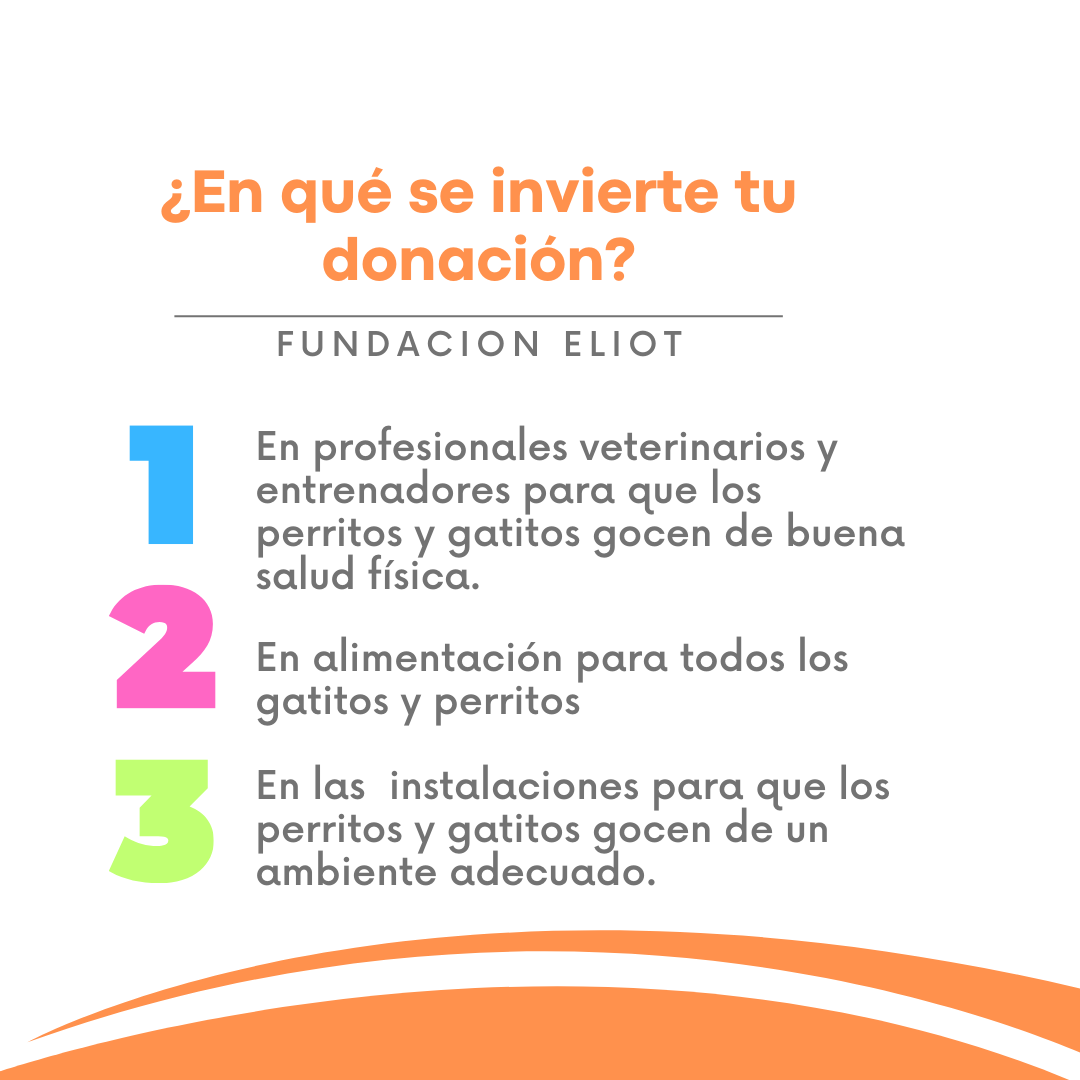 ¿En qué se invierte tu
donación?
FUNDACION ELIOT
1
En profesionales veterinarios y
entrenadores para que los
perritos y gatitos gocen de buena
salud física.
2
En alimentación para todos los
gatitos y perritos
3
En las  instalaciones para que los
perritos y gatitos gocen de un
ambiente adecuado.